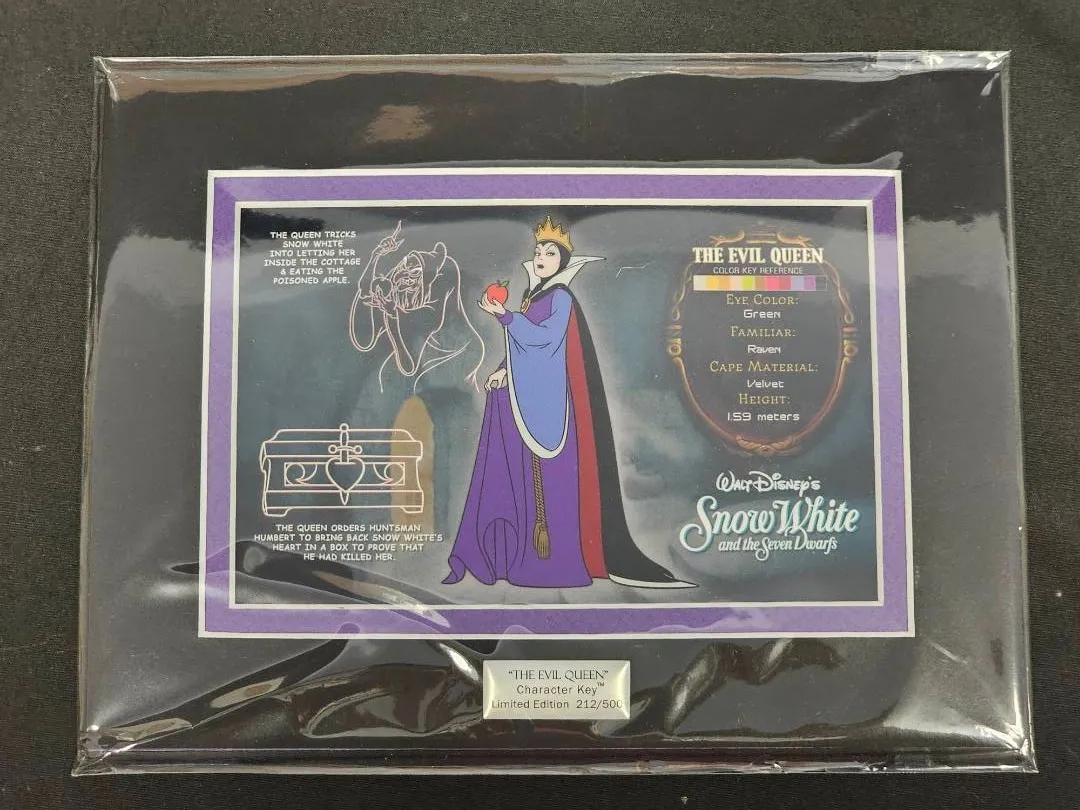 THE QUEEN TRICKS
SNOW WHITE
INTO LETTING HER
INSIDE THE COTTAGE
& EATING THE
POISONED APPLE.
THE QUEEN ORDERS HUNTSMAN
HUMBERT TO BRING BACK SNOW WHITE'S
HEART IN A BOX TO PROVE THAT
HE HAD KILLED HER.
THE EVIL QUEEN
COLOR KEY REFERENCE
EYE COLOR:
Green
FAMILIAR:
Raven
CAPE MATERIAL:
Velvet
HEIGHT:
1.59 meters
WALT DISNEY'S
Snow White
and the Seven Dwarfs
"THE EVIL QUEEN"
Character Key™
Limited Edition 212/500